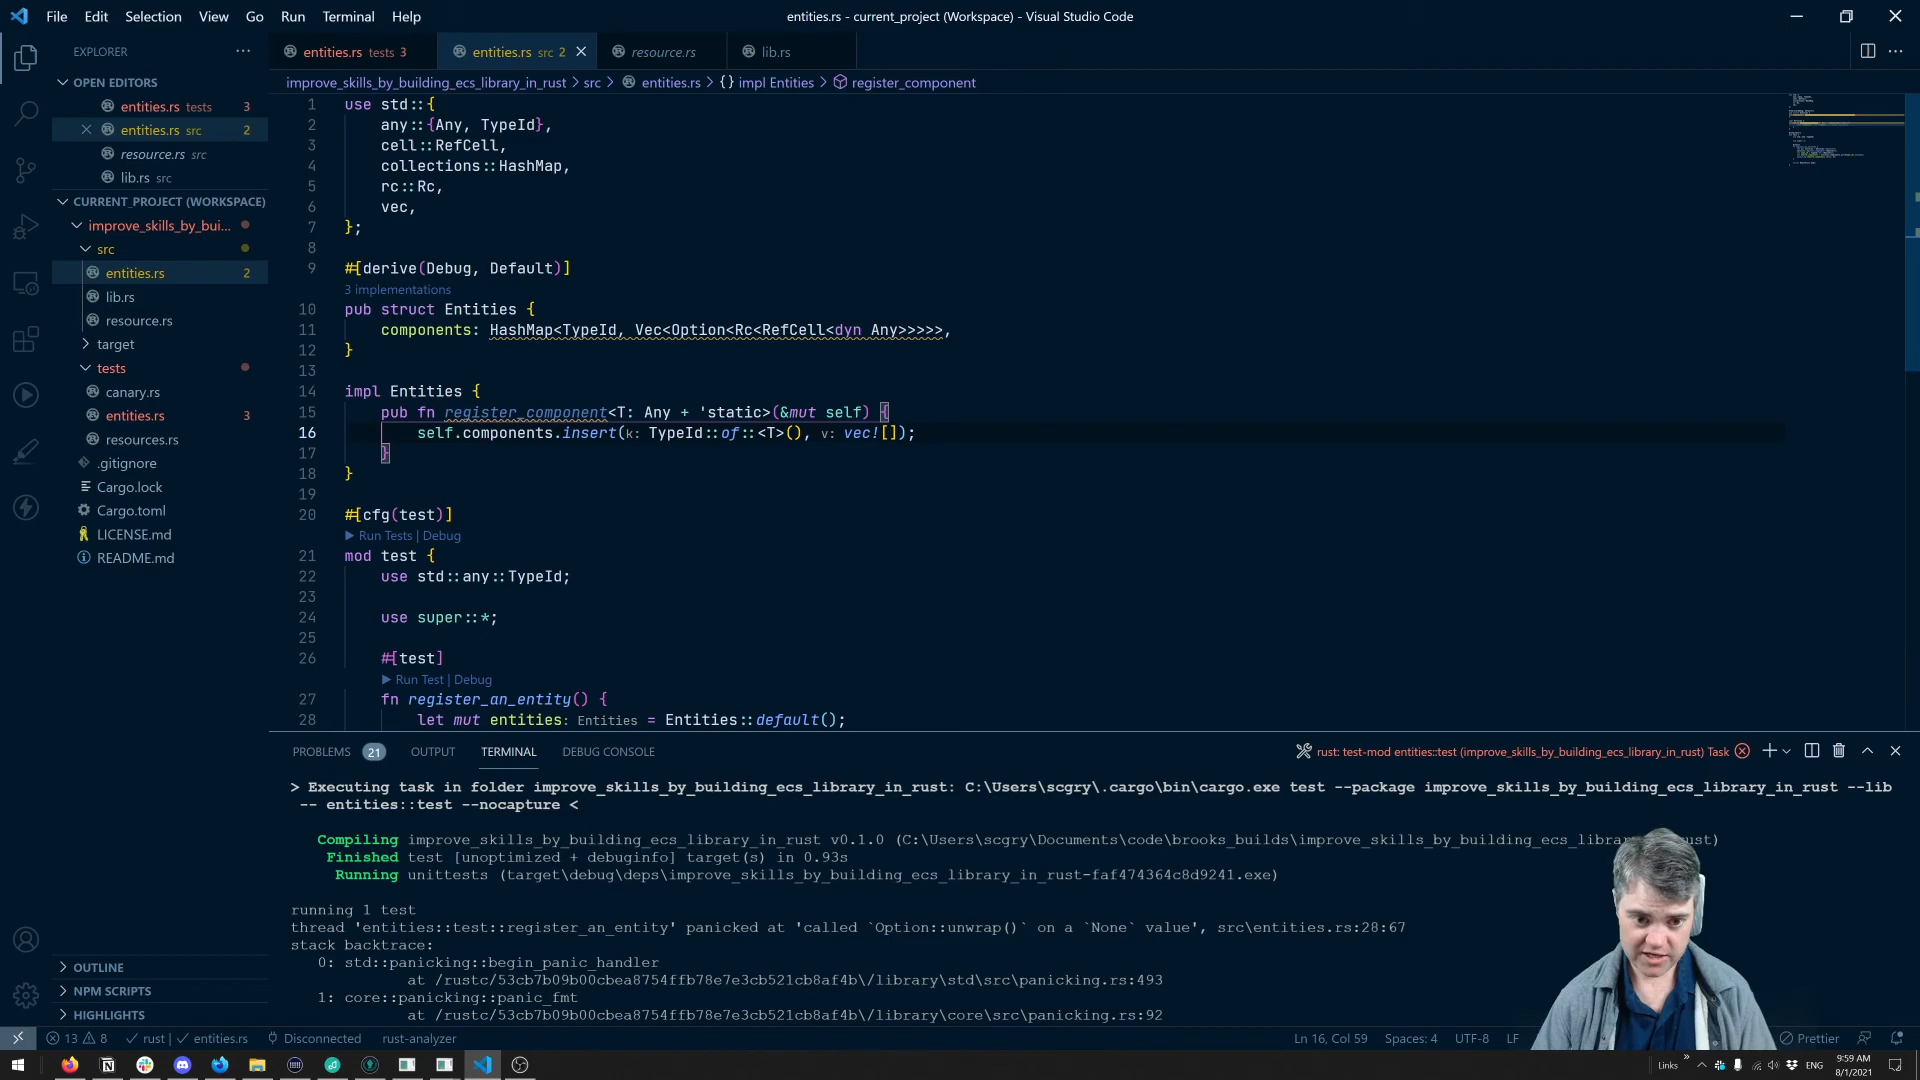 File Edit Selection View Go Run Terminal Help
entities.rs - current_project (Workspace) - Visual Studio Code
EXPLORER
entities.rs tests 3
entities.rs src 2
resource.rs
lib.rs
OPEN EDITORS
entities.rs tests 3
entities.rs src 2
resource.rs src
lib.rs src
CURRENT_PROJECT (WORKSPACE)
improve_skills_by_bui...
src
entities.rs 2
lib.rs
resource.rs
target
tests
canary.rs
entities.rs 3
resources.rs
.gitignore
Cargo.lock
Cargo.toml
LICENSE.md
README.md
OUTLINE
NPM SCRIPTS
HIGHLIGHTS
improve_skills_by_building_ecs_library_in_rust > src > entities.rs > {} impl Entities > register_component
1 use std::{
2 any::{Any, TypeId},
3 cell::RefCell,
4 collections::HashMap,
5 rc::Rc,
6 vec,
7 };
8
9 #[derive(Debug, Default)]
3 implementations
10 pub struct Entities {
11 components: HashMap<TypeId, Vec<Option<Rc<RefCell<dyn Any>>>>>,
12 }
13
14 impl Entities {
15 pub fn register_component<T: Any + 'static>(&mut self) {
16 self.components.insert(k: TypeId::of::<T>(), v: vec![]);
17 }
18 }
19
20 #[cfg(test)]
Run Tests | Debug
21 mod test {
22 use std::any::TypeId;
23
24 use super::*;
25
26 #[test]
Run Test | Debug
27 fn register_an_entity() {
28 let mut entities: Entities = Entities::default();
PROBLEMS 21 OUTPUT TERMINAL DEBUG CONSOLE
rust: test-mod entities::test (improve_skills_by_building_ecs_library_in_rust) Task
> Executing task in folder improve_skills_by_building_ecs_library_in_rust: C:\Users\scgry\.cargo\bin\cargo.exe test --package improve_skills_by_building_ecs_library_in_rust --lib
-- entities::test --nocapture <
Compiling improve_skills_by_building_ecs_library_in_rust v0.1.0 (C:\Users\scgry\Documents\code\brooks_builds\improve_skills_by_building_ecs_library_in_rust)
Finished test [unoptimized + debuginfo] target(s) in 0.93s
Running unittests (target\debug\deps\improve_skills_by_building_ecs_library_in_rust-faf474364c8d9241.exe)
running 1 test
thread 'entities::test::register_an_entity' panicked at 'called `Option::unwrap()` on a `None` value', src\entities.rs:28:67
stack backtrace:
0: std::panicking::begin_panic_handler
at /rustc/53cb7b09b00cbea8754ffb78e7e3cb521cb8af4b\/library\std\src\panicking.rs:493
1: core::panicking::panic_fmt
at /rustc/53cb7b09b00cbea8754ffb78e7e3cb521cb8af4b\/library\core\src\panicking.rs:92
13 8 rust | entities.rs Disconnected rust-analyzer
Ln 16, Col 59 Spaces: 4 UTF-8 LF Prettier
Links ENG
9:59 AM
8/1/2021